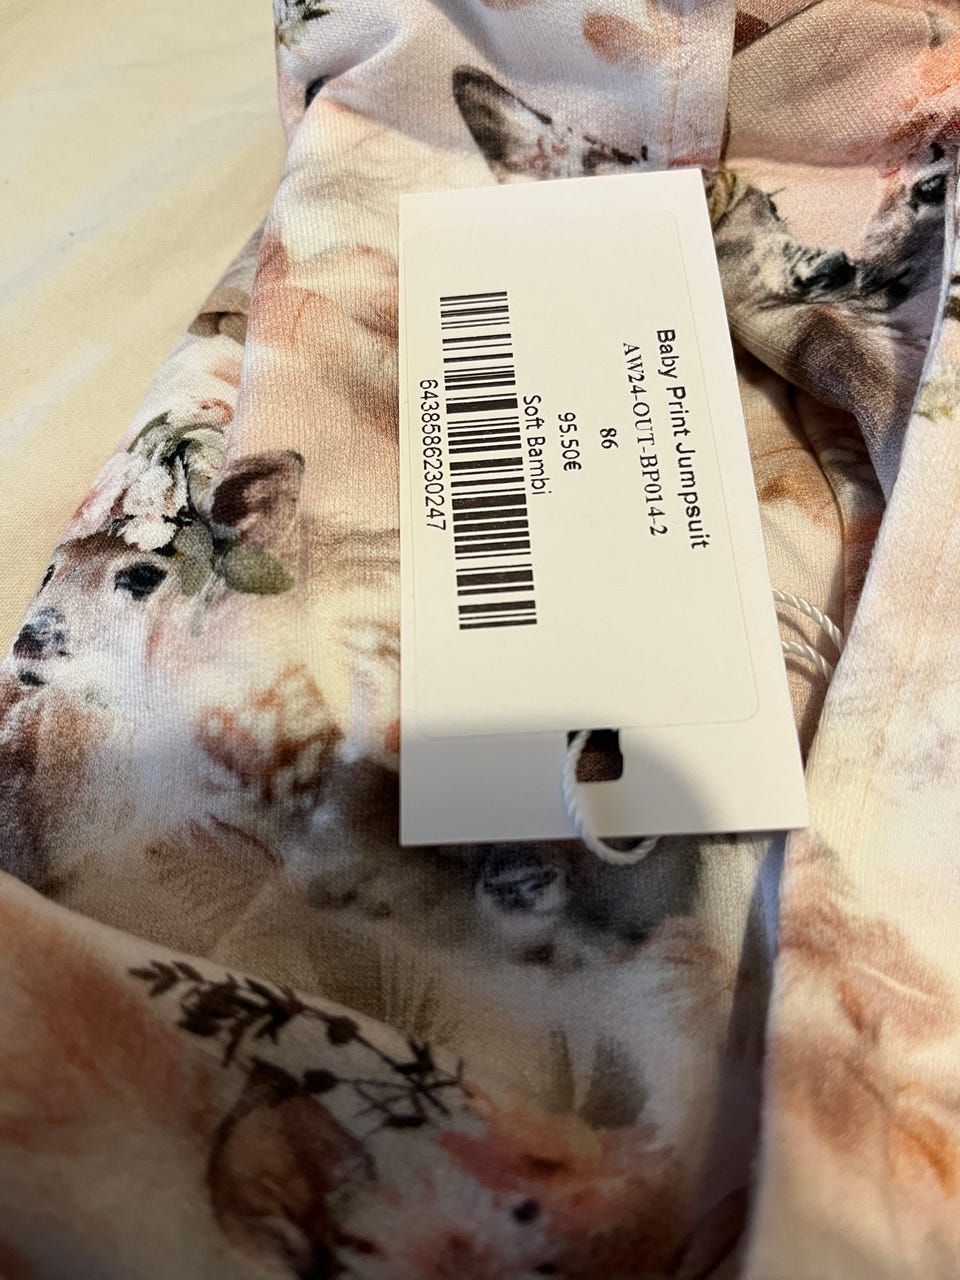 Baby Print Jumpsuit
AW24-OUT-BP014-2
86
95.50€
Soft Bambi
6438586230247